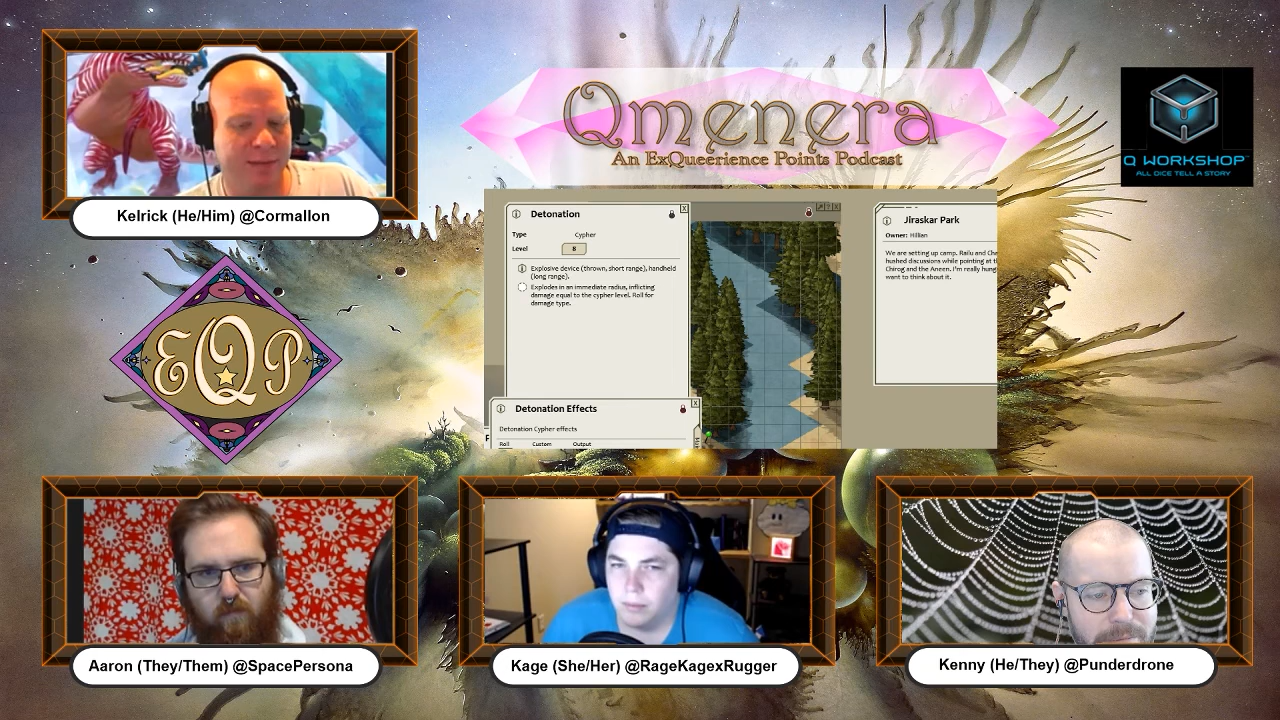 Qmenera
An ExQueerience Points Podcast
Q WORKSHOP™
ALL DICE TELL A STORY
Kelrick (He/Him) @Cormallon
Detonation
X
Type
Cypher
Level
8
Explosive device (thrown, short range), handheld
(long range).
Explodes in an immediate radius, inflicting
damage equal to the cypher level. Roll for
damage type.
Jiraskar Park
Owner: Hillian
We are setting up camp. Railu and Che
hushed discussions while pointing at th
Chirog and the Aneen. I'm really hung
want to think about it.
Detonation Effects
X
Detonation Cypher effects
Roll
Custom
Output
EQP
Aaron (They/Them) @SpacePersona
Kage (She/Her) @RageKagexRugger
Kenny (He/They) @Punderdrone